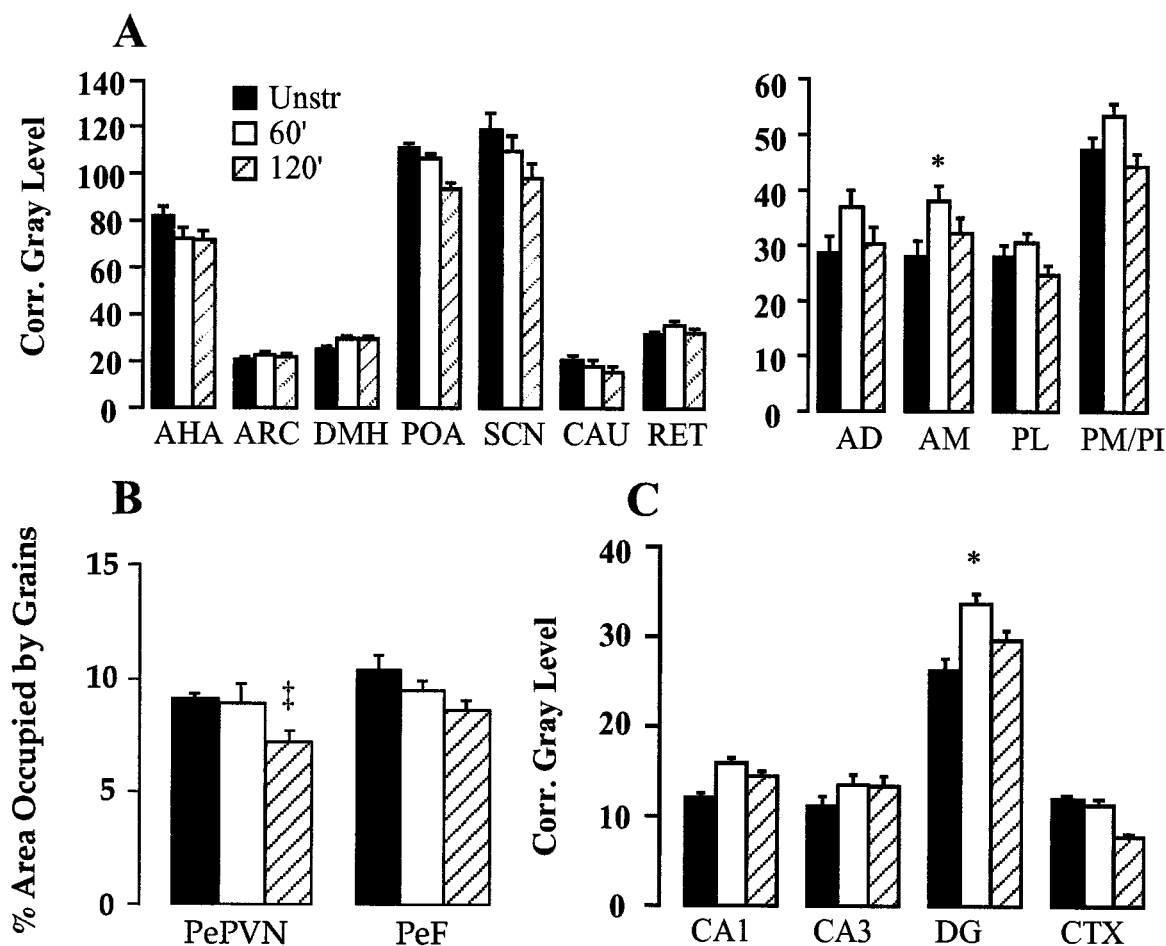 A
Corr. Gray Level
140
120
100
80
60
40
20
0
Unstr
60'
120'
AHA ARC DMH POA SCN CAU RET
60
50
40
30
20
10
0
*
AD AM PL PM/PI
B
% Area Occupied by Grains
15
10
5
0
‡
PePVN PeF
C
Corr. Gray Level
40
30
20
10
0
*
CA1 CA3 DG CTX